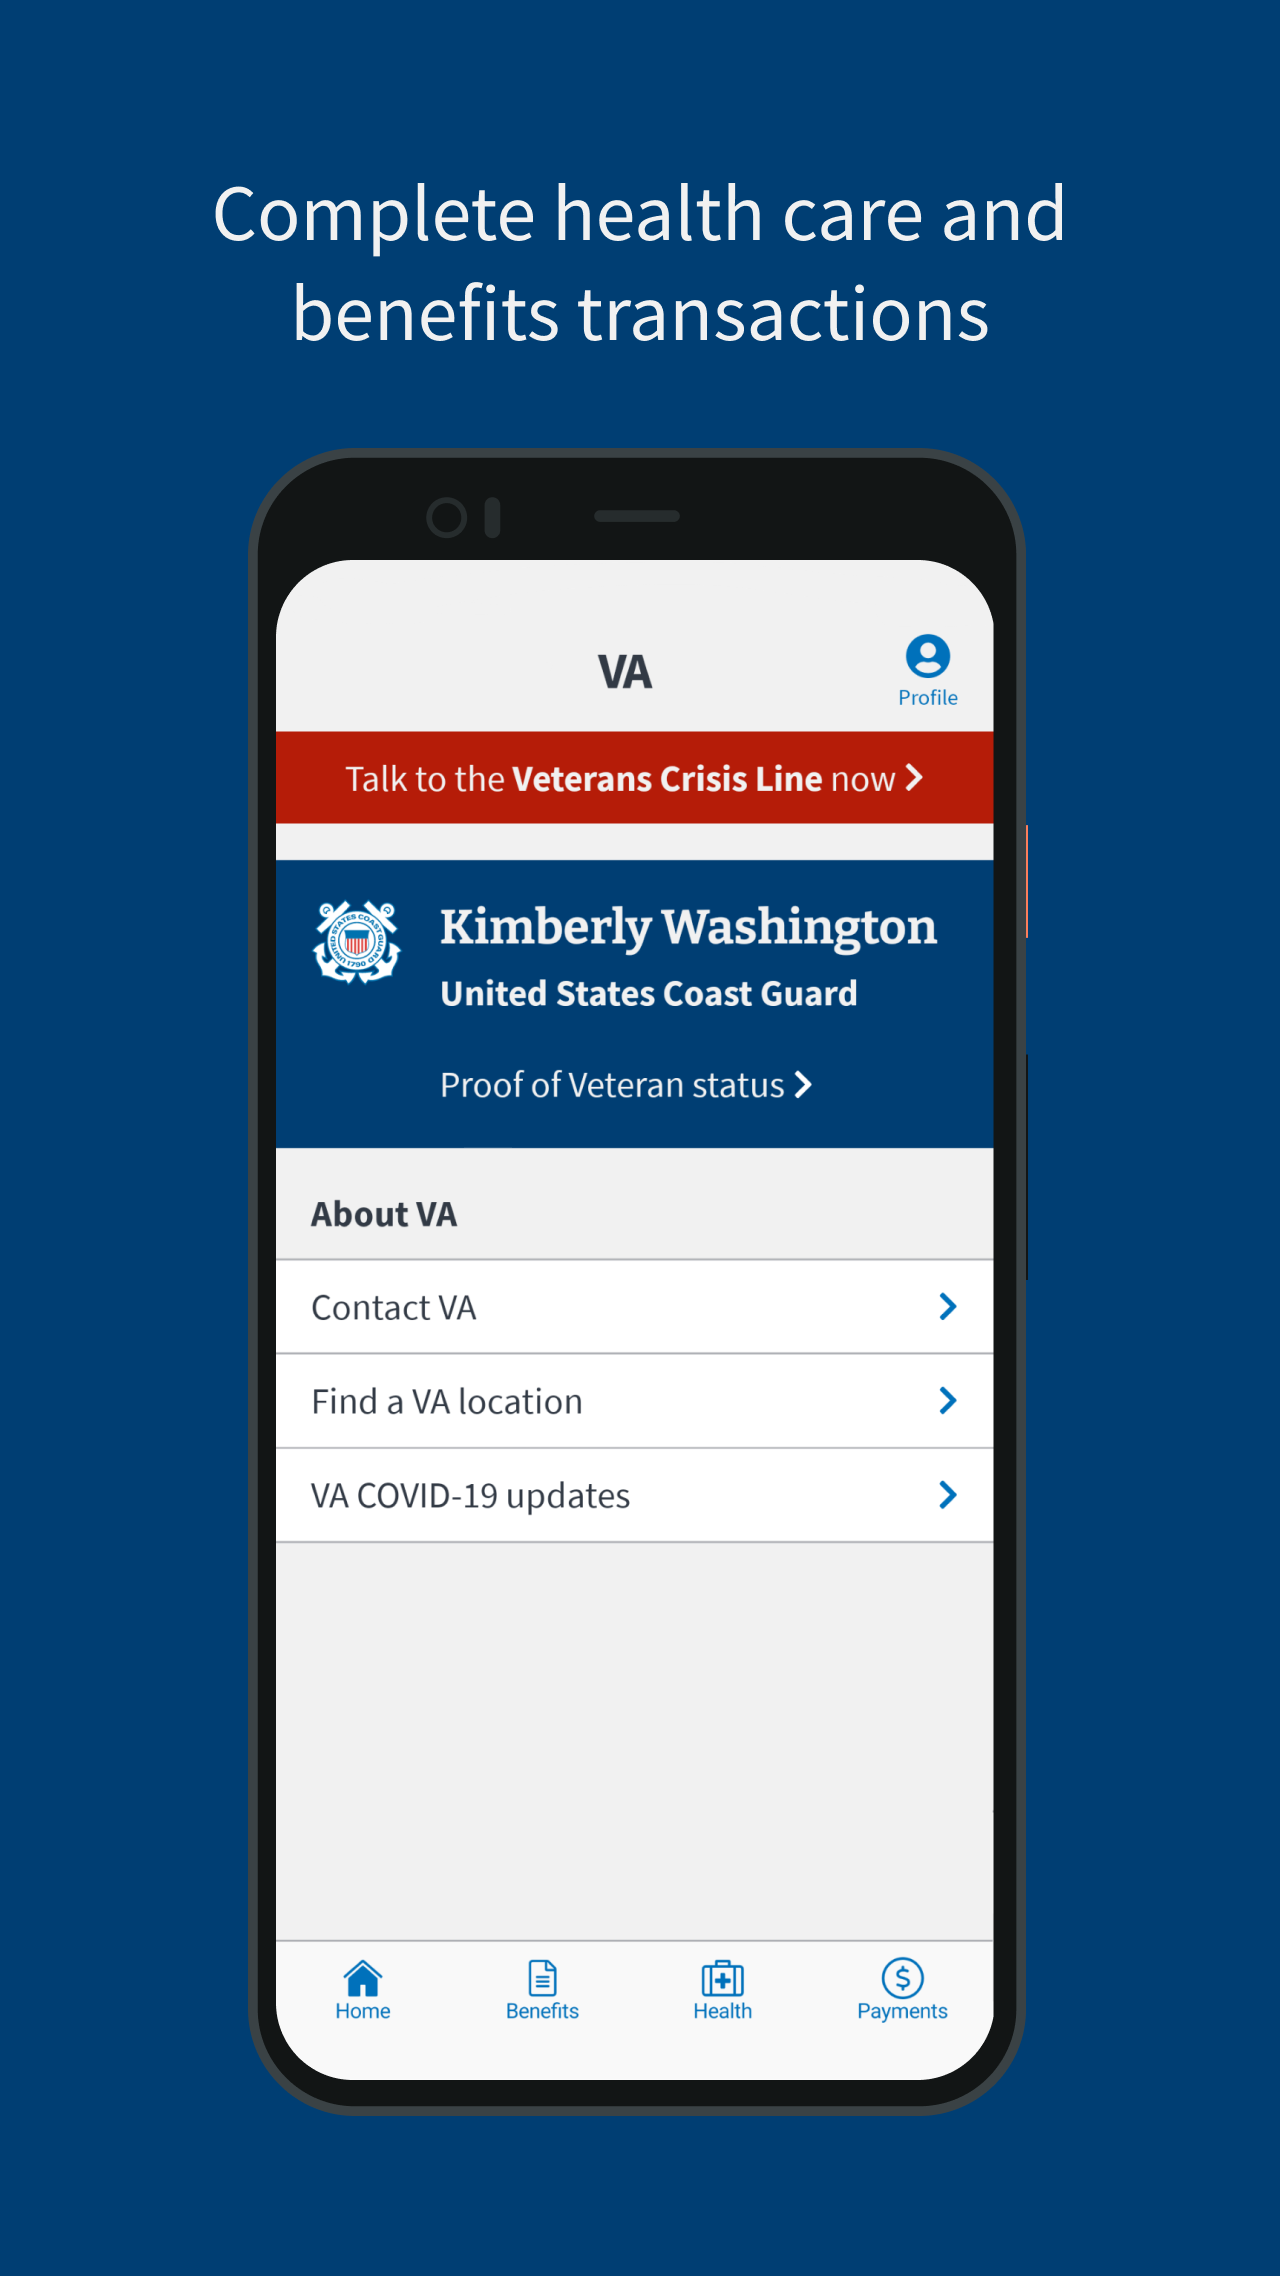 Complete health care and
benefits transactions
VA
Profile
Talk to the Veterans Crisis Line now
UNITED STATES COAST GUARD
1790
Kimberly Washington
United States Coast Guard
Proof of Veteran status
About VA
Contact VA
Find a VA location
VA COVID-19 updates
Home
Benefits
Health
Payments